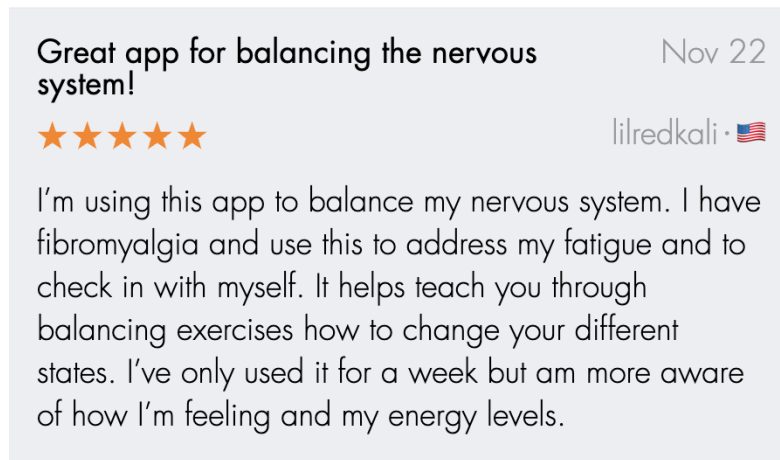 Great app for balancing the nervous
system!
Nov 22
lilredkali · 🇺🇸
I'm using this app to balance my nervous system. I have
fibromyalgia and use this to address my fatigue and to
check in with myself. It helps teach you through
balancing exercises how to change your different
states. I've only used it for a week but am more aware
of how I'm feeling and my energy levels.